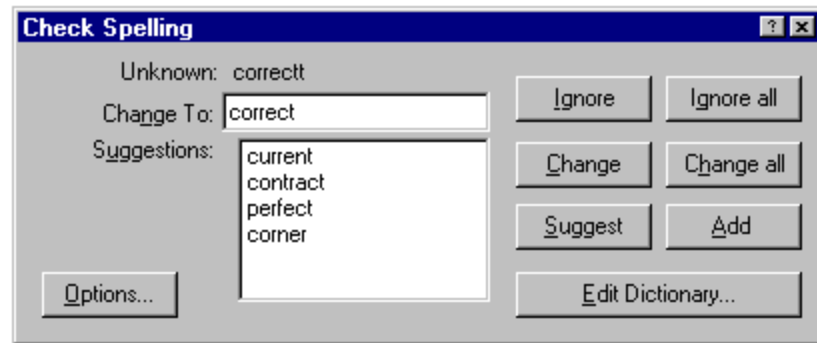 Check Spelling
Unknown: correctt
Change To: correct
Suggestions:
current
contract
perfect
corner
Ignore
Ignore all
Change
Change all
Suggest
Add
Options...
Edit Dictionary...